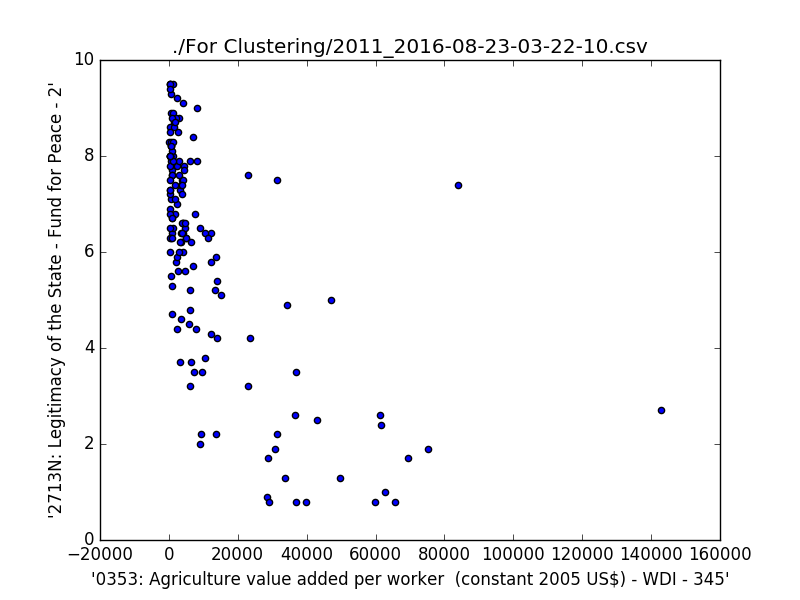 ./For Clustering/2011_2016-08-23-03-22-10.csv
'2713N: Legitimacy of the State - Fund for Peace - 2'
10
8
6
4
2
0
−20000 0 20000 40000 60000 80000 100000 120000 140000 160000
'0353: Agriculture value added per worker  (constant 2005 US$) - WDI - 345'